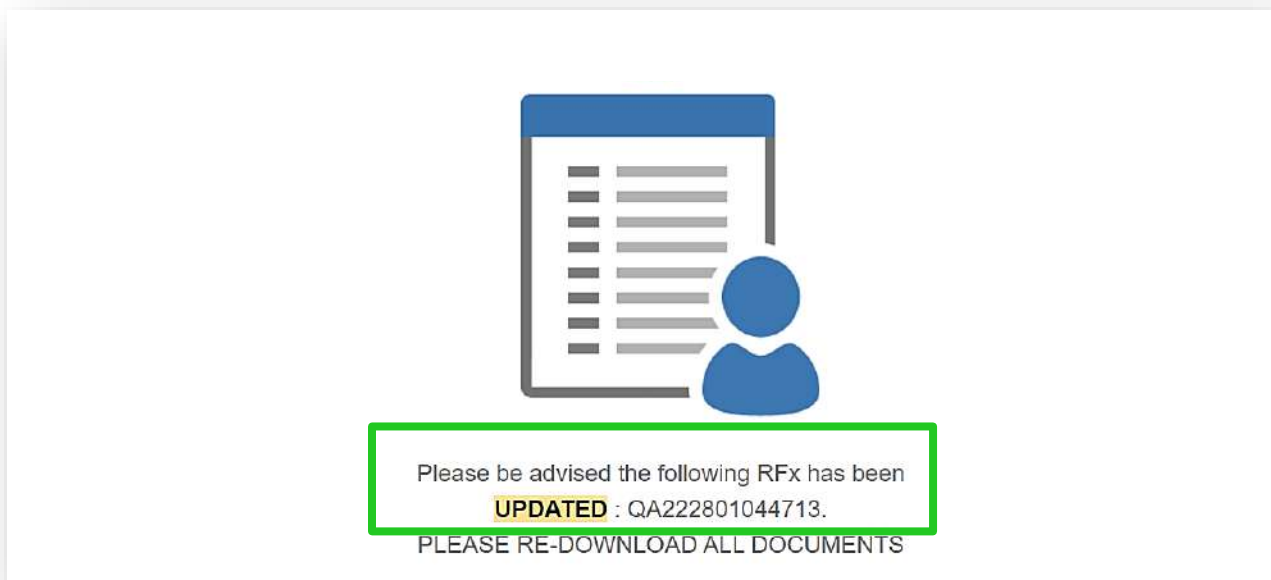 Please be advised the following RFx has been
UPDATED : QA222801044713.
PLEASE RE-DOWNLOAD ALL DOCUMENTS